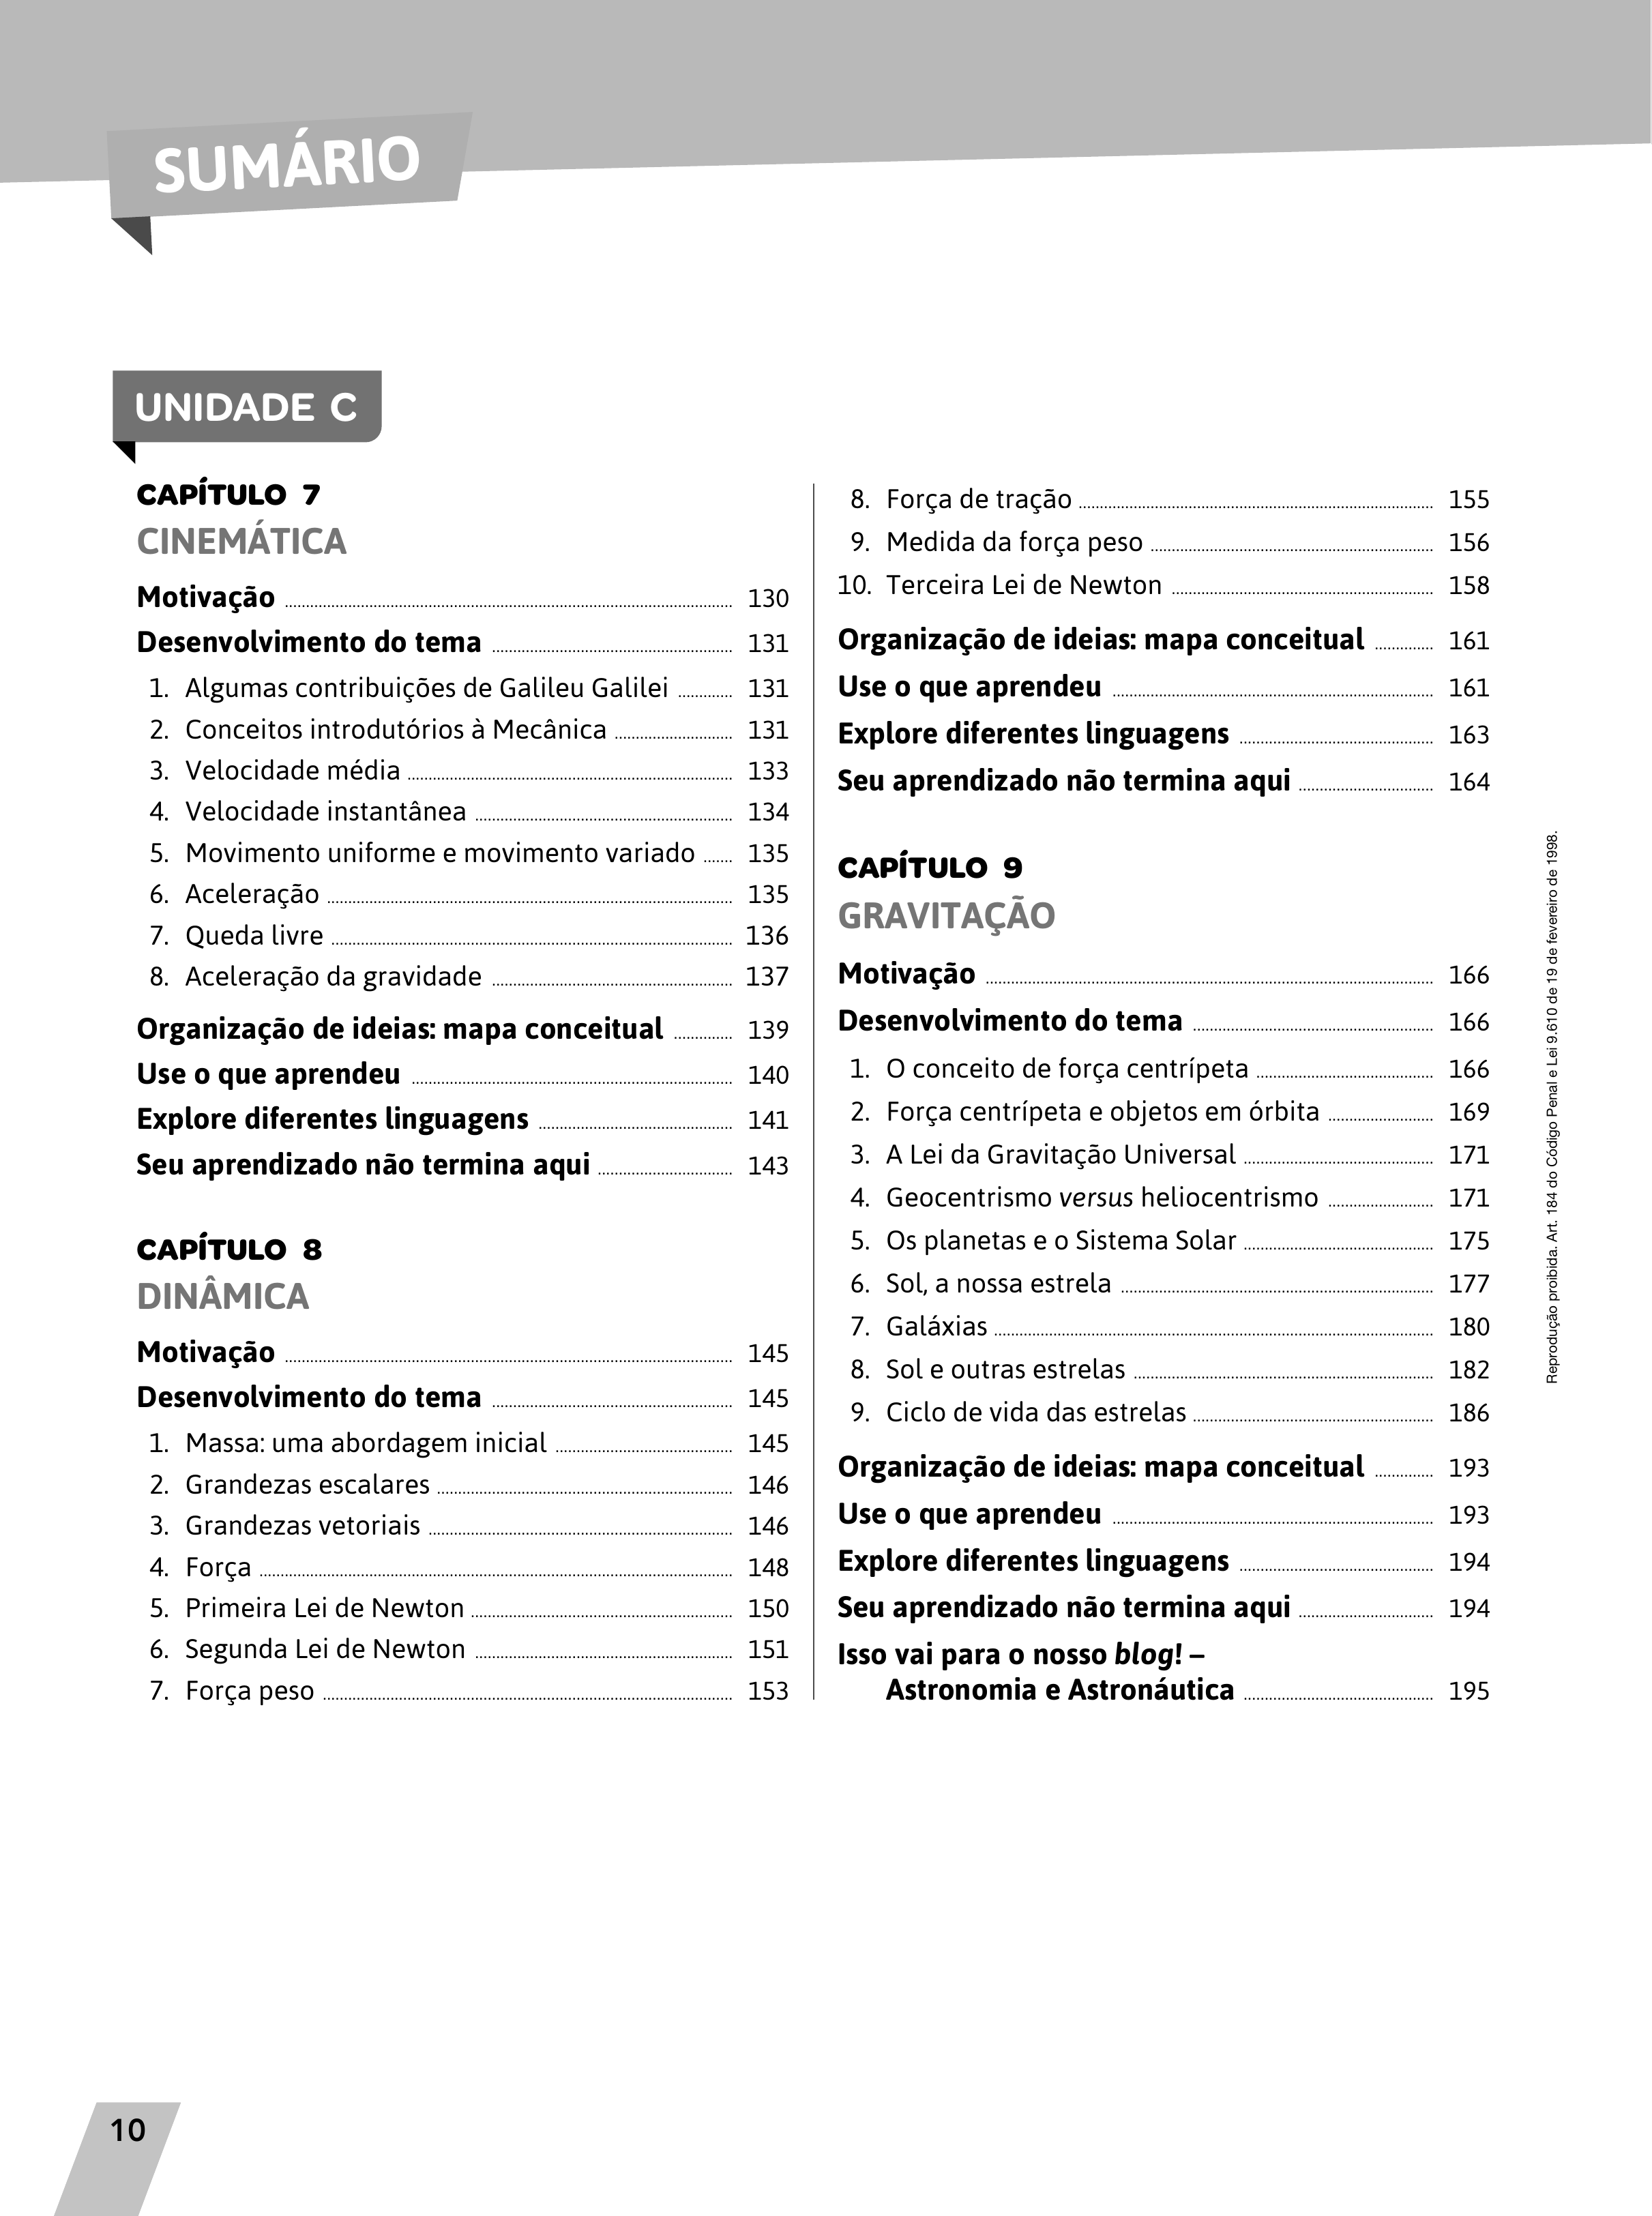 SUMÁRIO
UNIDADE C
CAPÍTULO 7
CINEMÁTICA
Motivação 130
Desenvolvimento do tema 131
1. Algumas contribuições de Galileu Galilei 131
2. Conceitos introdutórios à Mecânica 131
3. Velocidade média 133
4. Velocidade instantânea 134
5. Movimento uniforme e movimento variado 135
6. Aceleração 135
7. Queda livre 136
8. Aceleração da gravidade 137
Organização de ideias: mapa conceitual 139
Use o que aprendeu 140
Explore diferentes linguagens 141
Seu aprendizado não termina aqui 143
CAPÍTULO 8
DINÂMICA
Motivação 145
Desenvolvimento do tema 145
1. Massa: uma abordagem inicial 145
2. Grandezas escalares 146
3. Grandezas vetoriais 146
4. Força 148
5. Primeira Lei de Newton 150
6. Segunda Lei de Newton 151
7. Força peso 153
8. Força de tração 155
9. Medida da força peso 156
10. Terceira Lei de Newton 158
Organização de ideias: mapa conceitual 161
Use o que aprendeu 161
Explore diferentes linguagens 163
Seu aprendizado não termina aqui 164
CAPÍTULO 9
GRAVITAÇÃO
Motivação 166
Desenvolvimento do tema 166
1. O conceito de força centrípeta 166
2. Força centrípeta e objetos em órbita 169
3. A Lei da Gravitação Universal 171
4. Geocentrismo versus heliocentrismo 171
5. Os planetas e o Sistema Solar 175
6. Sol, a nossa estrela 177
7. Galáxias 180
8. Sol e outras estrelas 182
9. Ciclo de vida das estrelas 186
Organização de ideias: mapa conceitual 193
Use o que aprendeu 193
Explore diferentes linguagens 194
Seu aprendizado não termina aqui 194
Isso vai para o nosso blog! –
Astronomia e Astronáutica 195
Reprodução proibida. Art. 184 do Código Penal e Lei 9.610 de 19 de fevereiro de 1998.
10